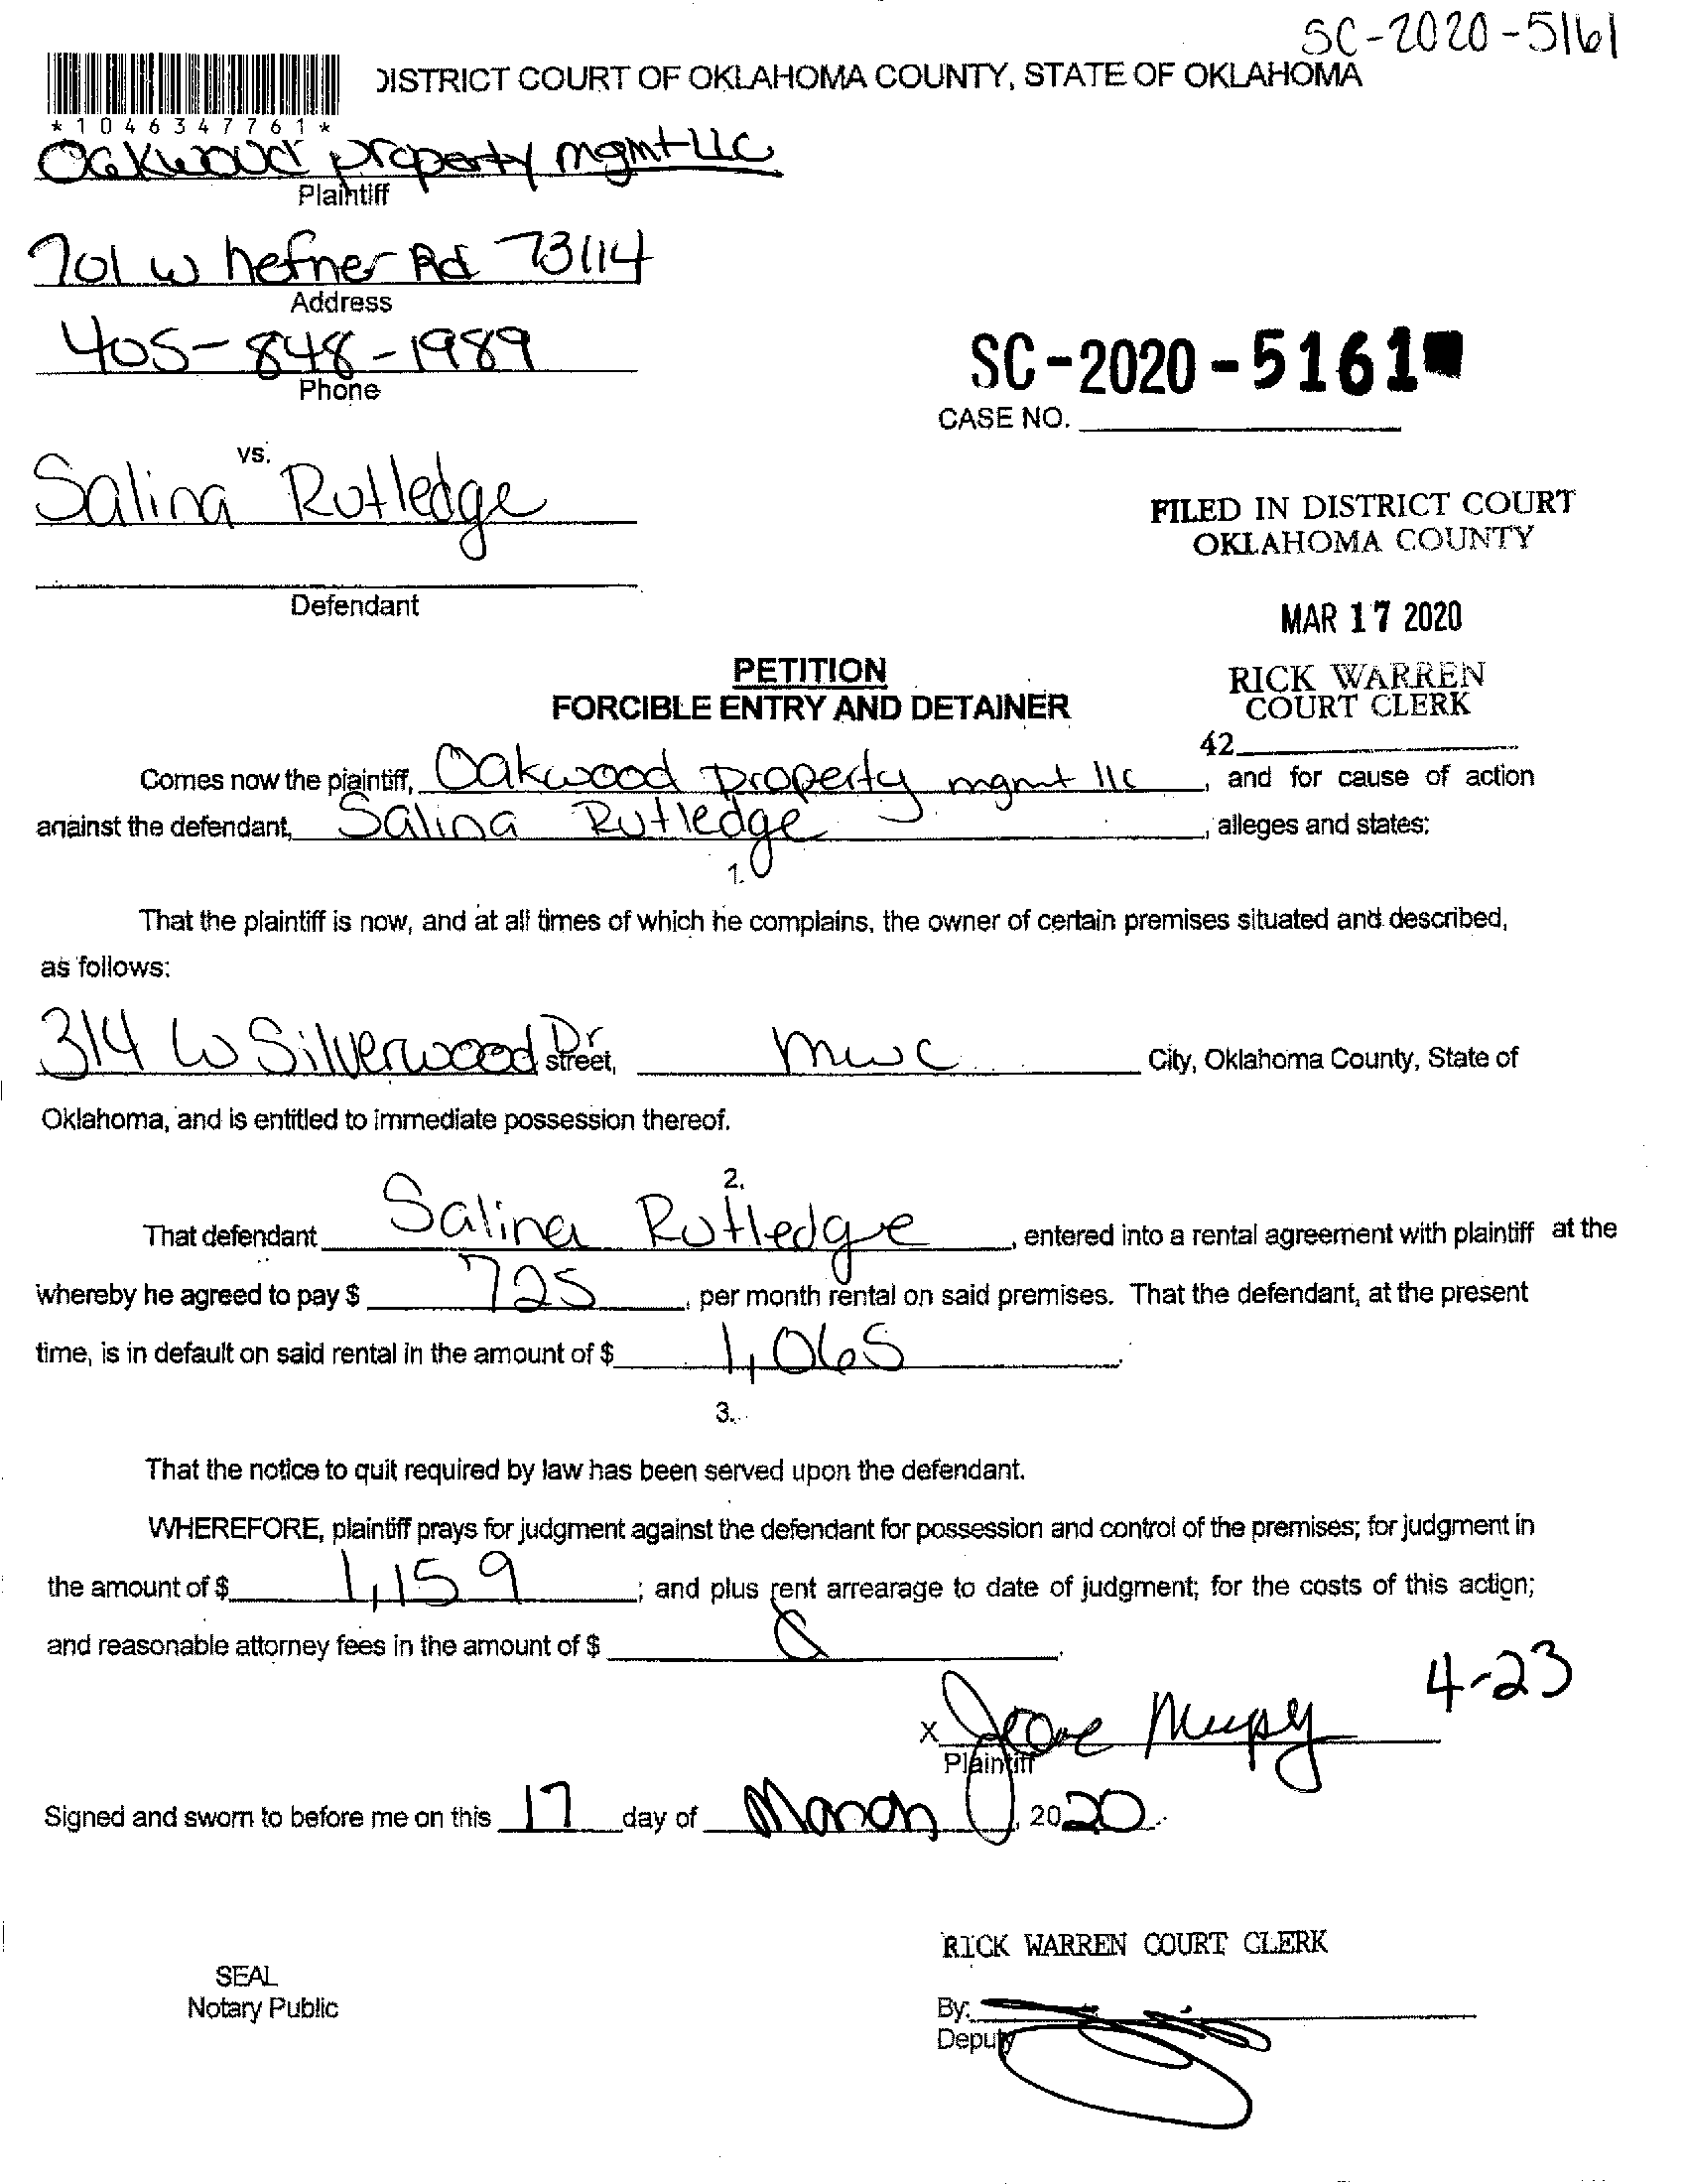 SC-2020-5161
DISTRICT COURT OF OKLAHOMA COUNTY, STATE OF OKLAHOMA
*1046347761*
Oakwood property mgmt LLC
Plaintiff
701 W hefner Rd 73114
Address
405-848-1989
Phone
SC-2020-5161
CASE NO.
vs.
Salina Rutledge
FILED IN DISTRICT COURT
OKLAHOMA COUNTY
Defendant
MAR 17 2020
PETITION
RICK WARREN
FORCIBLE ENTRY AND DETAINER
COURT CLERK
42
Comes now the plaintiff, Oakwood property mgmt llc, and for cause of action
against the defendant, Salina Rutledge, alleges and states:
1.
That the plaintiff is now, and at all times of which he complains, the owner of certain premises situated and described,
as follows:
314 W Silverwood Dr street, mwc City, Oklahoma County, State of
Oklahoma, and is entitled to immediate possession thereof.
2.
That defendant Salina Rutledge, entered into a rental agreement with plaintiff at the
whereby he agreed to pay $ 725, per month rental on said premises. That the defendant, at the present
time, is in default on said rental in the amount of $ 1,065.
3.
That the notice to quit required by law has been served upon the defendant.
WHEREFORE, plaintiff prays for judgment against the defendant for possession and control of the premises; for judgment in
the amount of $ 1,159; and plus rent arrearage to date of judgment; for the costs of this action;
and reasonable attorney fees in the amount of $
4-23
X
Plaintiff
Signed and sworn to before me on this 17 day of March, 2020.
RICK WARREN COURT CLERK
SEAL
Notary Public
By:
Deputy